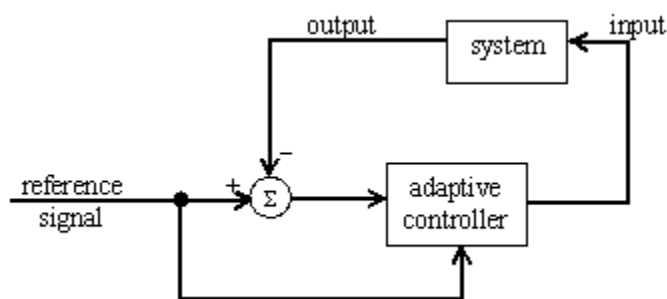 output
system
input
−
reference
signal
+
Σ
adaptive
controller